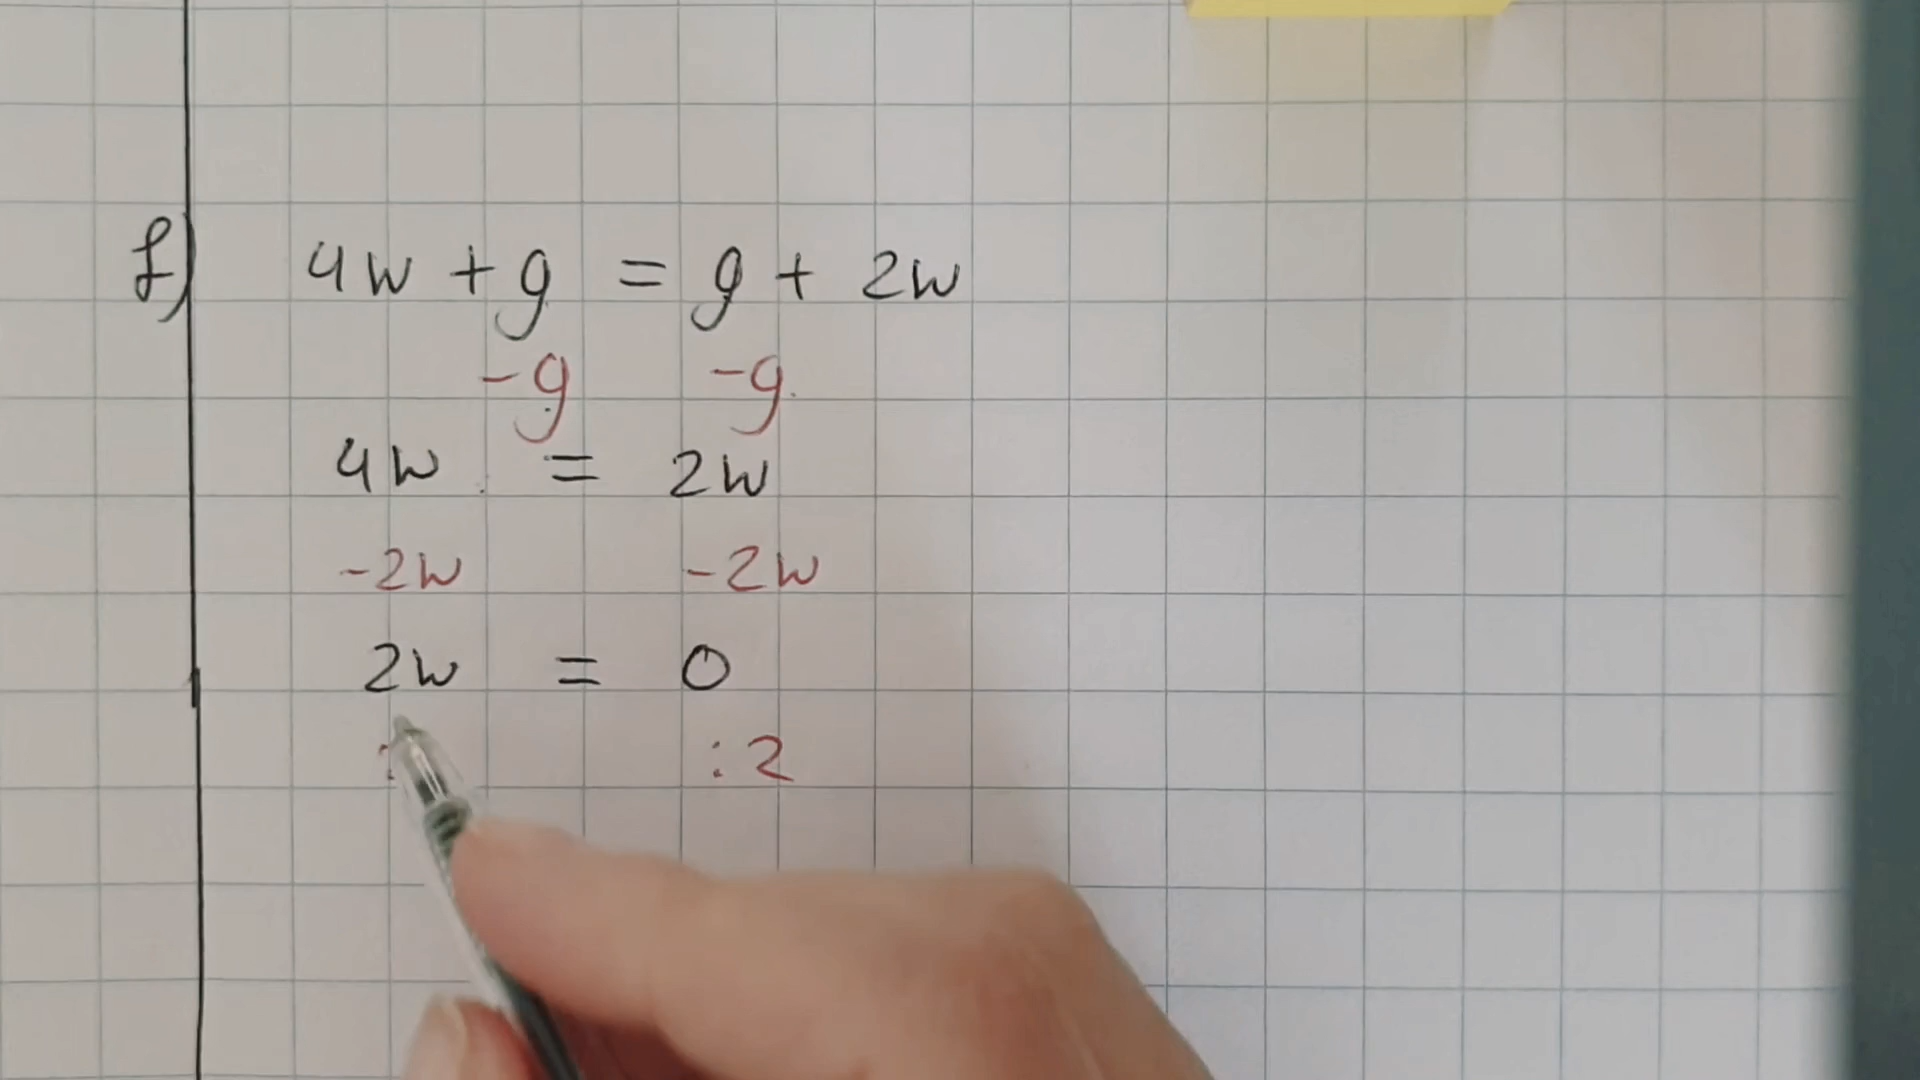 f) 4w + g = g + 2w
-g -g
4w = 2w
-2w -2w
2w = 0
: :2